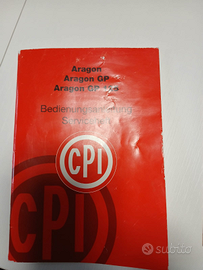 Aragon
Aragon GP
Aragon GP
Bedienungsanleitung
CPI
CPI
subito